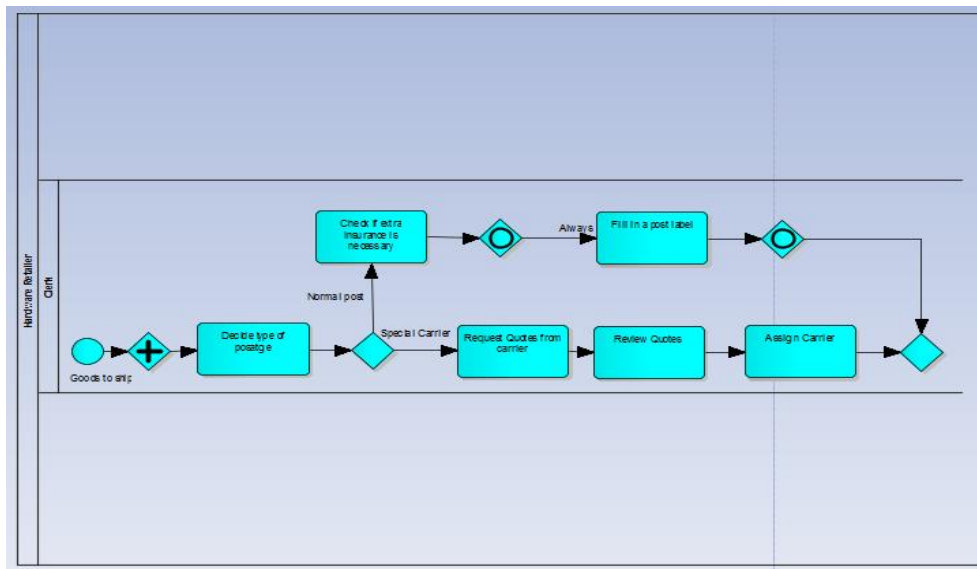 Hardware Retailer
Clerk
Check if extra
insurance is
necessary
Always
Fill in a post label
Normal post
Special Carrier
Decide type of
posatge
Request Quotes from
carrier
Review Quotes
Assign Carrier
Goods to ship